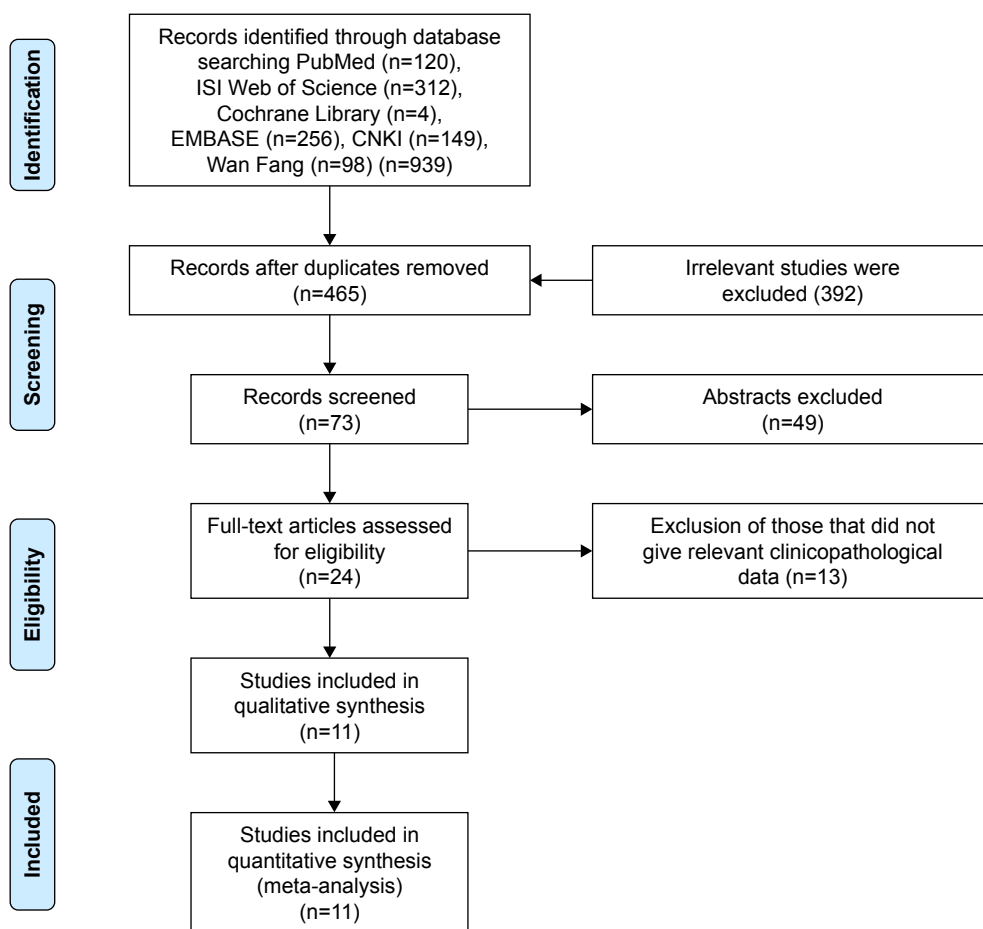 Identification
Records identified through database
searching PubMed (n=120),
ISI Web of Science (n=312),
Cochrane Library (n=4),
EMBASE (n=256), CNKI (n=149),
Wan Fang (n=98) (n=939)
Screening
Records after duplicates removed
(n=465)
Irrelevant studies were
excluded (392)
Records screened
(n=73)
Abstracts excluded
(n=49)
Eligibility
Full-text articles assessed
for eligibility
(n=24)
Exclusion of those that did not
give relevant clinicopathological
data (n=13)
Studies included in
qualitative synthesis
(n=11)
Included
Studies included in
quantitative synthesis
(meta-analysis)
(n=11)